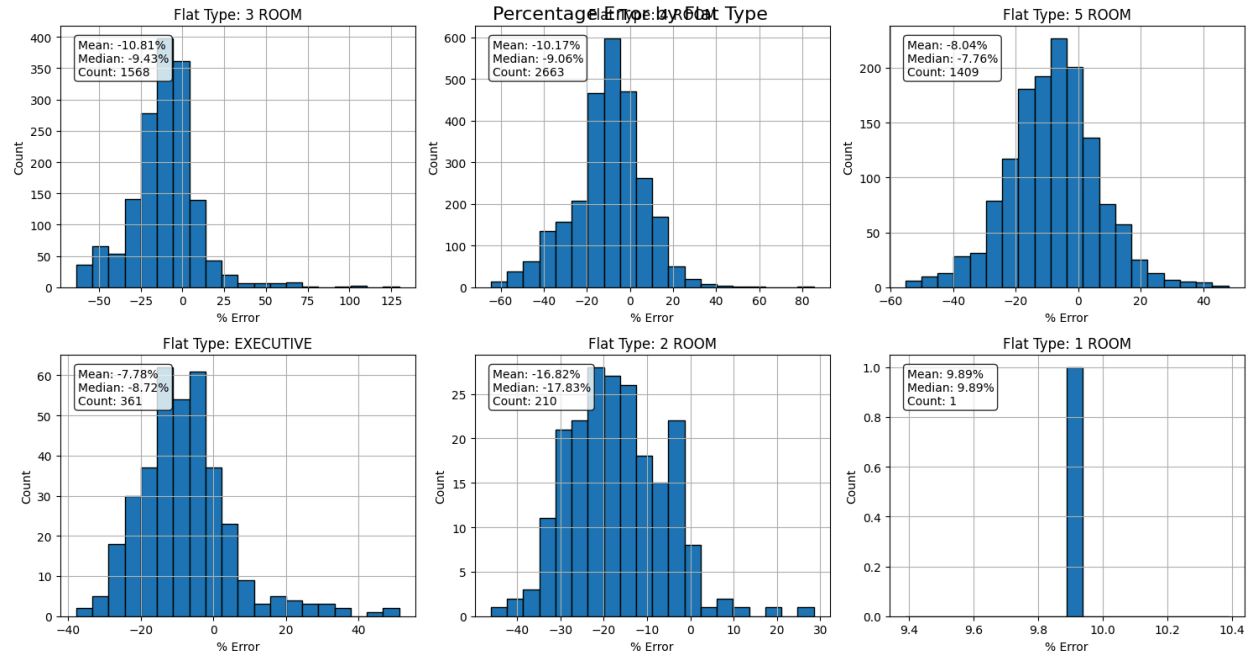 Percentage Error by Flat Type
Flat Type: 3 ROOM
Mean: -10.81%
Median: -9.43%
Count: 1568
400
350
300
250
200
150
100
50
0
Count
−50
−25
0
25
50
75
100
125
% Error
Flat Type: 4 ROOM
Mean: -10.17%
Median: -9.06%
Count: 2663
600
500
400
300
200
100
0
Count
−60
−40
−20
0
20
40
60
80
% Error
Flat Type: 5 ROOM
Mean: -8.04%
Median: -7.76%
Count: 1409
200
150
100
50
0
Count
−60
−40
−20
0
20
40
% Error
Flat Type: EXECUTIVE
Mean: -7.78%
Median: -8.72%
Count: 361
60
50
40
30
20
10
0
Count
−40
−20
0
20
40
% Error
Flat Type: 2 ROOM
Mean: -16.82%
Median: -17.83%
Count: 210
25
20
15
10
5
0
Count
−40
−30
−20
−10
0
10
20
30
% Error
Flat Type: 1 ROOM
Mean: 9.89%
Median: 9.89%
Count: 1
1.0
0.8
0.6
0.4
0.2
0.0
Count
9.4
9.6
9.8
10.0
10.2
10.4
% Error